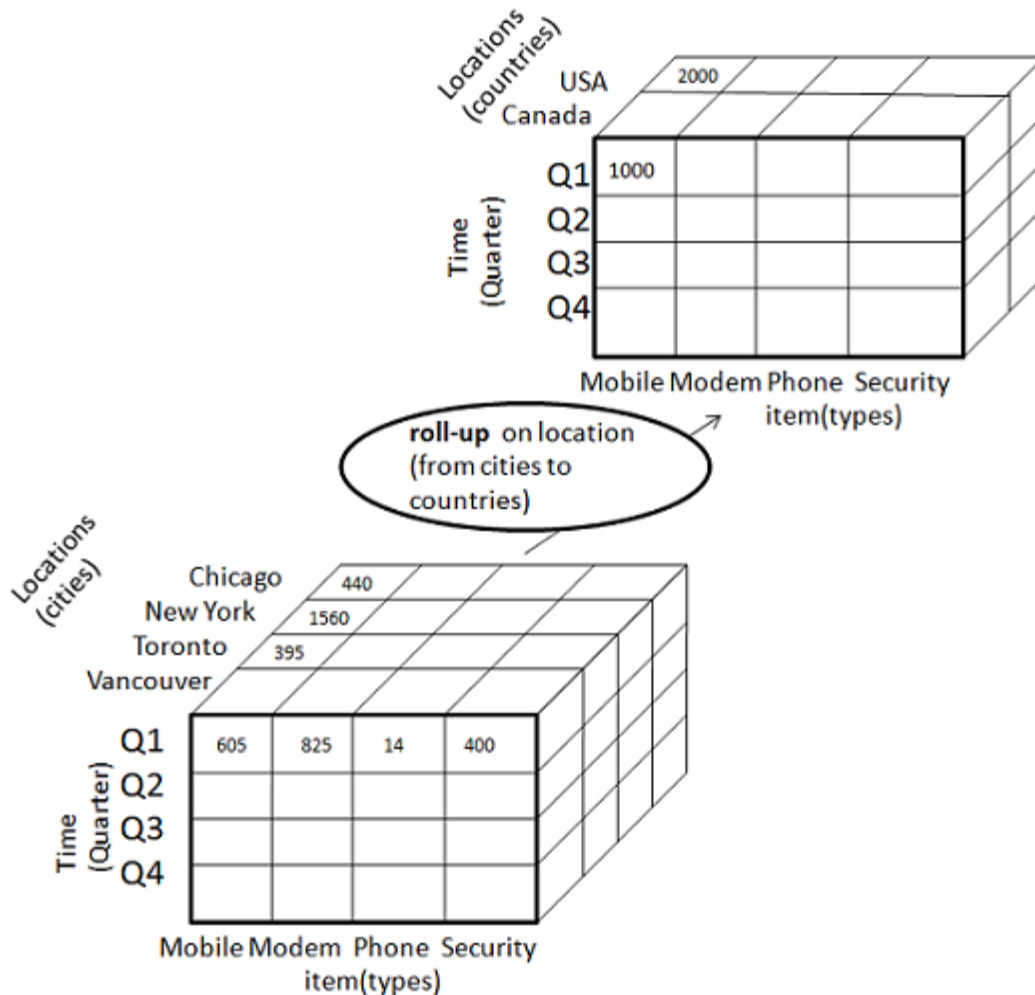 Locations
(countries)
USA
Canada
2000
Time
(Quarter)
Q1
Q2
Q3
Q4
1000
Mobile Modem Phone Security
item(types)
roll-up on location
(from cities to
countries)
Locations
(cities)
Chicago
New York
Toronto
Vancouver
440
1560
395
Time
(Quarter)
Q1
Q2
Q3
Q4
605 825 14 400
Mobile Modem Phone Security
item(types)